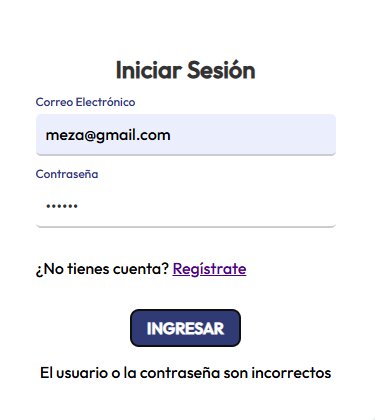 Iniciar Sesión
Correo Electrónico
meza@gmail.com
Contraseña
••••••
¿No tienes cuenta? Regístrate
INGRESAR
El usuario o la contraseña son incorrectos